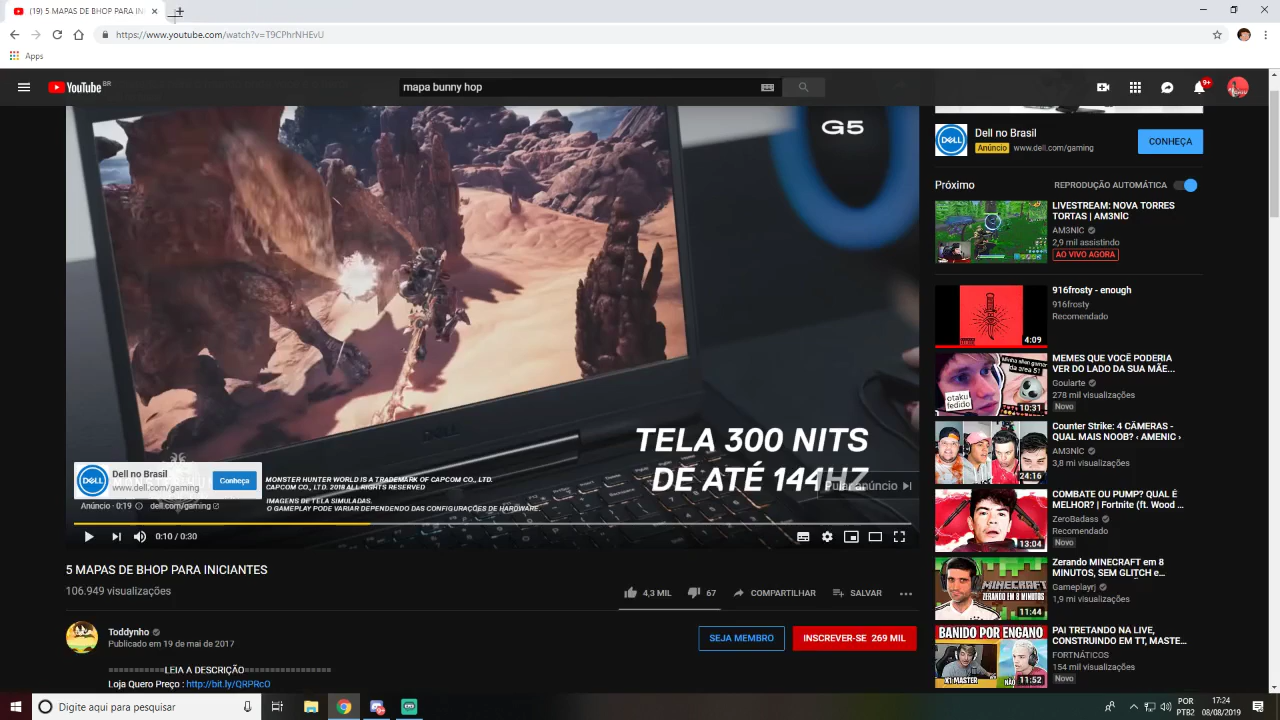 (19) 5 MAPAS DE BHOP PARA INI
https://www.youtube.com/watch?v=T9CPhrNHEvU
Apps
YouTube BR
mapa bunny hop
9+
G5
TELA 300 NITS
DE ATÉ 144HZ
Pular anúncio
DELL
Dell no Brasil
www.dell.com/gaming
Conheça
MONSTER HUNTER WORLD IS A TRADEMARK OF CAPCOM CO., LTD.
CAPCOM CO., LTD. 2018 ALL RIGHTS RESERVED
IMAGENS DE TELA SIMULADAS.
O GAMEPLAY PODE VARIAR DEPENDENDO DAS CONFIGURAÇÕES DE HARDWARE.
Anúncio · 0:19
dell.com/gaming
0:10 / 0:30
5 MAPAS DE BHOP PARA INICIANTES
106.949 visualizações
4,3 MIL
67
COMPARTILHAR
SALVAR
Toddynho
Publicado em 19 de mai de 2017
SEJA MEMBRO
INSCREVER-SE 269 MIL
===========LEIA A DESCRIÇÃO=================
Loja Quero Preço : http://bit.ly/QRPRcO
DELL
Dell no Brasil
Anúncio www.dell.com/gaming
CONHEÇA
Próximo
REPRODUÇÃO AUTOMÁTICA
LIVESTREAM: NOVA TORRES
TORTAS | AM3NIC
AM3NIC
2,9 mil assistindo
AO VIVO AGORA
916frosty - enough
916frosty
Recomendado
4:09
MEMES QUE VOCÊ PODERIA
VER DO LADO DA SUA MÃE...
Goularte
278 mil visualizações
Novo
otaku
fedido
10:31
Counter Strike: 4 CÂMERAS -
QUAL MAIS NOOB? ‹ AMENIC ›
AM3NIC
3,8 mi visualizações
24:16
COMBATE OU PUMP? QUAL É
MELHOR? | Fortnite (ft. Wood ...
ZeroBadass
Recomendado
Novo
13:04
Zerando MINECRAFT em 8
MINUTOS, SEM GLITCH e...
Gameplayrj
1,9 mi visualizações
MINECRAFT
ZERANDO EM 8 MINUTOS
11:44
PAI TRETANDO NA LIVE,
CONSTRUINDO EM TT, MASTE...
FORTNÁTICOS
154 mil visualizações
Novo
BANIDO POR ENGANO
X1 MASTER
NÃO
11:52
Digite aqui para pesquisar
POR
PTB2
17:24
08/08/2019